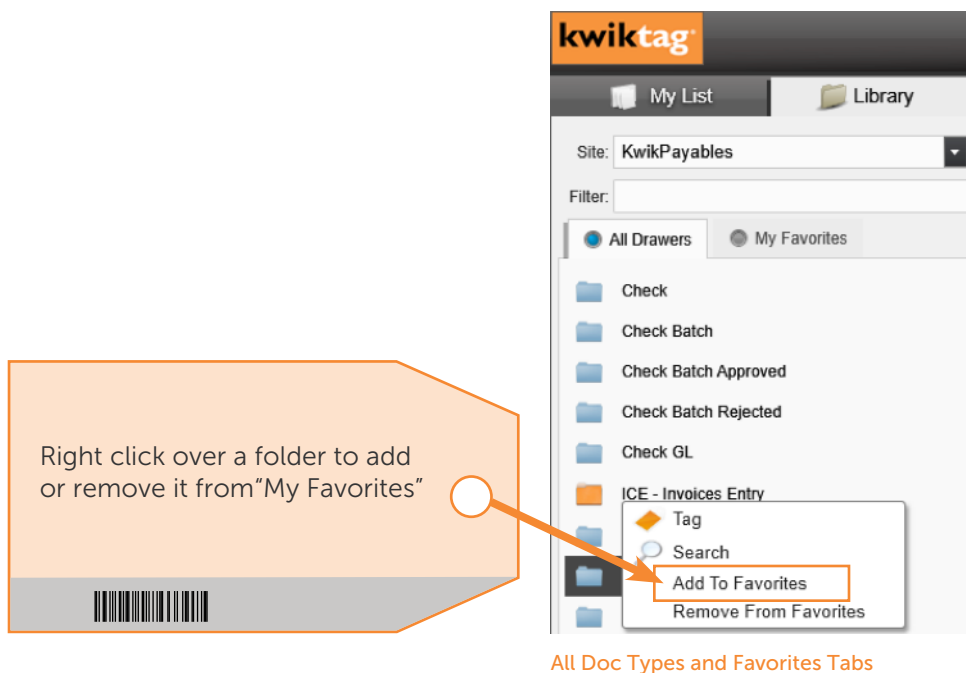 kwiktag
My List
Library
Site: KwikPayables
Filter:
All Drawers
My Favorites
Check
Check Batch
Check Batch Approved
Check Batch Rejected
Check GL
ICE - Invoices Entry
Tag
Search
Add To Favorites
Remove From Favorites
Right click over a folder to add
or remove it from“My Favorites”
All Doc Types and Favorites Tabs